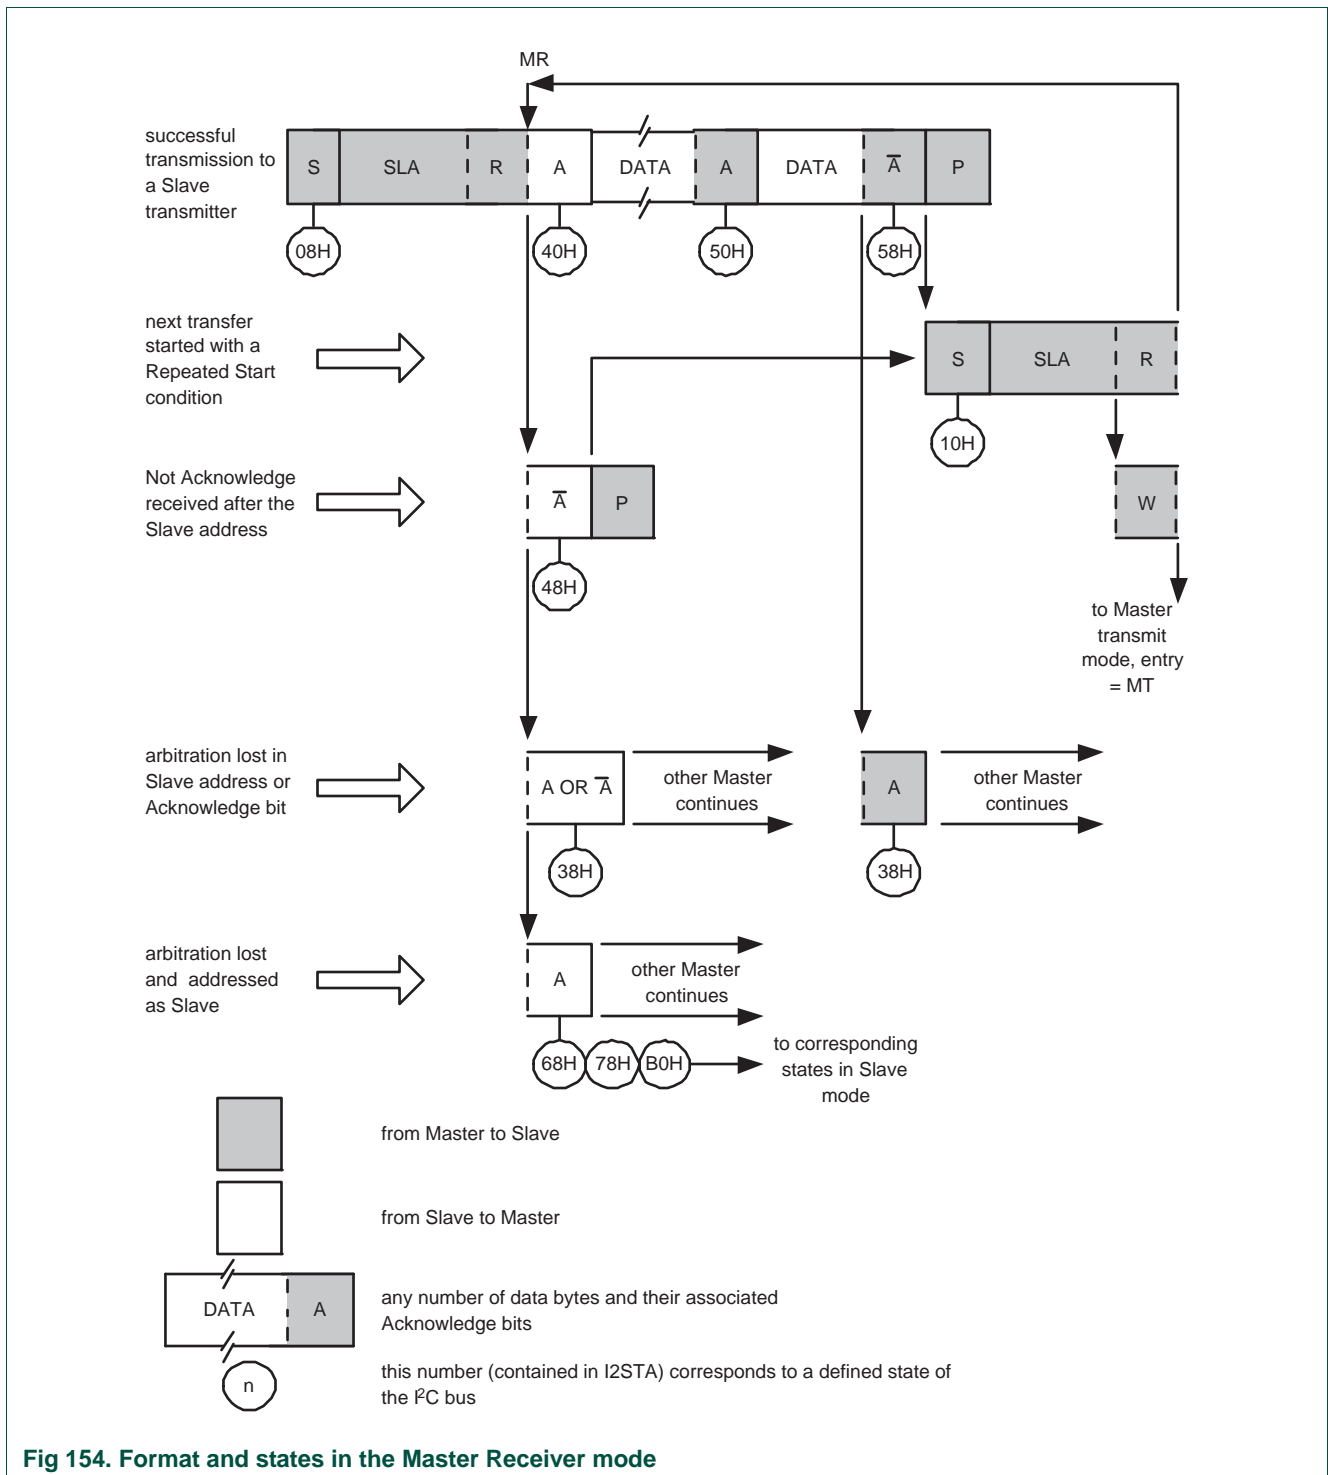 MR
successful
transmission to
a Slave
transmitter
S SLA R A DATA A DATA A̅ P
08H 40H 50H 58H
next transfer
started with a
Repeated Start
condition
S SLA R
10H
Not Acknowledge
received after the
Slave address
A̅ P
W
48H
to Master
transmit
mode, entry
= MT
arbitration lost in
Slave address or
Acknowledge bit
A OR A̅
other Master
continues
A
other Master
continues
38H 38H
arbitration lost
and addressed
as Slave
A
other Master
continues
68H 78H B0H
to corresponding
states in Slave
mode
from Master to Slave
from Slave to Master
DATA A
any number of data bytes and their associated
Acknowledge bits
n
this number (contained in I2STA) corresponds to a defined state of
the I²C bus
Fig 154. Format and states in the Master Receiver mode